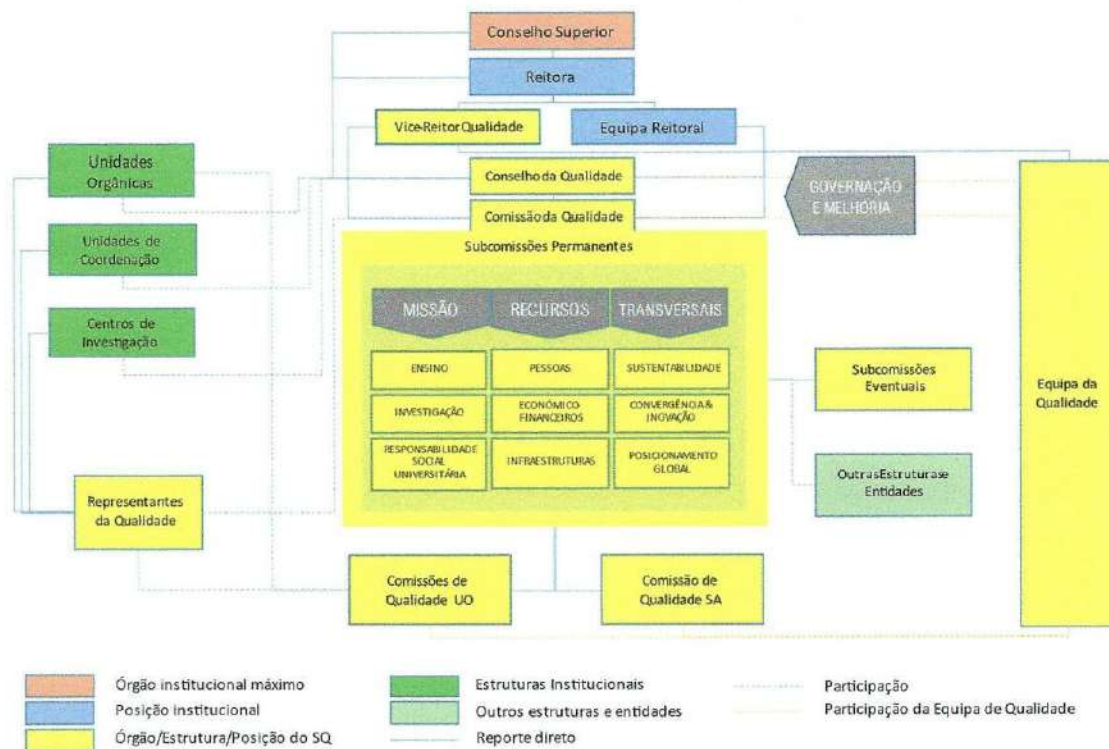 Conselho Superior
Reitora
Vice-Reitor Qualidade
Equipa Reitoral
Unidades
Orgânicas
Conselho da Qualidade
GOVERNAÇÃO
E MELHORIA
Comissão da Qualidade
Unidades de
Coordenação
Subcomissões Permanentes
Centros de
Investigação
MISSÃO
RECURSOS
TRANSVERSAIS
ENSINO
PESSOAS
SUSTENTABILIDADE
INVESTIGAÇÃO
ECONÓMICO
FINANCEIROS
CONVERGÊNCIA &
INOVAÇÃO
RESPONSABILIDADE
SOCIAL
UNIVERSITÁRIA
INFRAESTRUTURAS
POSICIONAMENTO
GLOBAL
Subcomissões
Eventuais
Equipa da
Qualidade
Outras Estruturas e
Entidades
Representantes
da Qualidade
Comissões de
Qualidade UO
Comissão de
Qualidade SA
Órgão institucional máximo
Posição institucional
Órgão/Estrutura/Posição do SQ
Estruturas Institucionais
Outros estruturas e entidades
Reporte direto
Participação
Participação da Equipa de Qualidade